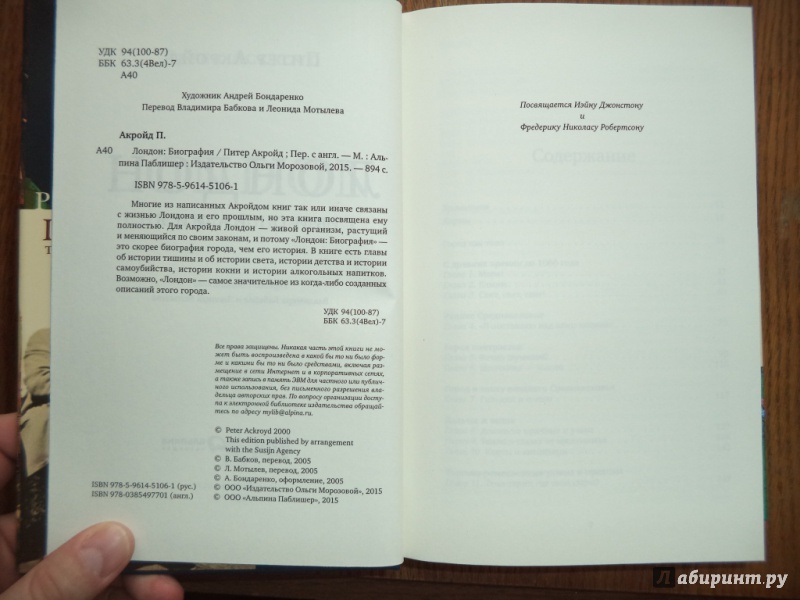 УДК 94(100-87)
ББК 63.3(4Вел)-7
А40
Художник Андрей Бондаренко
Перевод Владимира Бабкова и Леонида Мотылева
Акройд П.
А40 Лондон: Биография / Питер Акройд ; Пер. с англ. — М. : Аль-
пина Паблишер : Издательство Ольги Морозовой, 2015. — 894 с.
ISBN 978-5-9614-5106-1
Многие из написанных Акройдом книг так или иначе связаны
с жизнью Лондона и его прошлым, но эта книга посвящена ему
полностью. Для Акройда Лондон — живой организм, растущий
и меняющийся по своим законам, и потому «Лондон: Биография» —
это скорее биография города, чем его история. В книге есть главы
об истории тишины и об истории света, истории детства и истории
самоубийства, истории кокни и истории алкогольных напитков.
Возможно, «Лондон» — самое значительное из когда-либо созданных
описаний этого города.
УДК 94(100-87)
ББК 63.3(4Вел)-7
Все права защищены. Никакая часть этой книги не мо-
жет быть воспроизведена в какой бы то ни было фор-
ме и какими бы то ни было средствами, включая раз-
мещение в сети Интернет и в корпоративных сетях,
а также запись в память ЭВМ для частного или публич-
ного использования, без письменного разрешения вла-
дельца авторских прав. По вопросу организации досту-
па к электронной библиотеке издательства обращай-
тесь по адресу mylib@alpina.ru.
© Peter Ackroyd 2000
This edition published by arrangement
with the Susijn Agency
© В. Бабков, перевод, 2005
© Л. Мотылев, перевод, 2005
© А. Бондаренко, оформление, 2005
ISBN 978-5-9614-5106-1 (рус.) © ООО «Издательство Ольги Морозовой», 2015
ISBN 978-0385497701 (англ.) © ООО «Альпина Паблишер», 2015
Посвящается Иэйну Джонстону
и
Фредерику Николасу Робертсону
Содержание
Лабиринт.ру